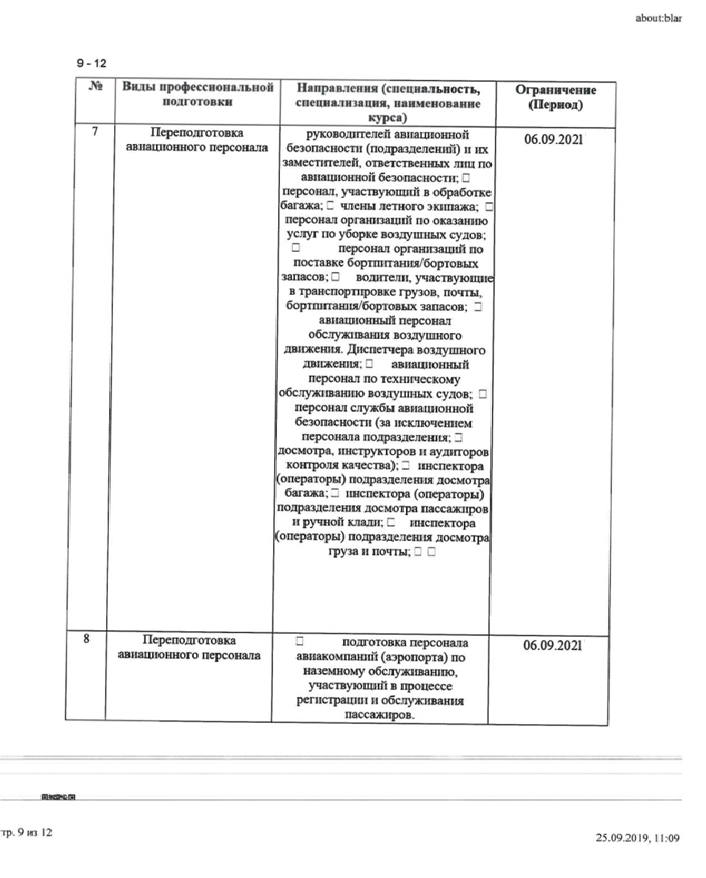 about:blar
9 - 12
№ Виды профессиональной Направления (специальность, Ограничение
подготовки специализация, наименование (Период)
курса)
7 Переподготовка руководителей авиационной 06.09.2021
авиационного персонала безопасности (подразделений) и их
заместителей, ответственных лиц по
авиационной безопасности; □
персонал, участвующий в обработке
багажа; □ члены летного экипажа; □
персонал организаций по оказанию
услуг по уборке воздушных судов;
□ персонал организаций по
поставке бортпитания/бортовых
запасов; □ водители, участвующие
в транспортировке грузов, почты,
бортпитания/бортовых запасов; □
авиационный персонал
обслуживания воздушного
движения. Диспетчера воздушного
движения; □ авиационный
персонал по техническому
обслуживанию воздушных судов; □
персонал службы авиационной
безопасности (за исключением
персонала подразделения; □
досмотра, инструкторов и аудиторов
контроля качества); □ инспектора
(операторы) подразделения досмотра
багажа; □ инспектора (операторы)
подразделения досмотра пассажиров
и ручной клади; □ инспектора
(операторы) подразделения досмотра
груза и почты; □ □
8 Переподготовка □ подготовка персонала 06.09.2021
авиационного персонала авиакомпаний (аэропорта) по
наземному обслуживанию,
участвующий в процессе
регистрации и обслуживания
пассажиров.
тр. 9 из 12
25.09.2019, 11:09